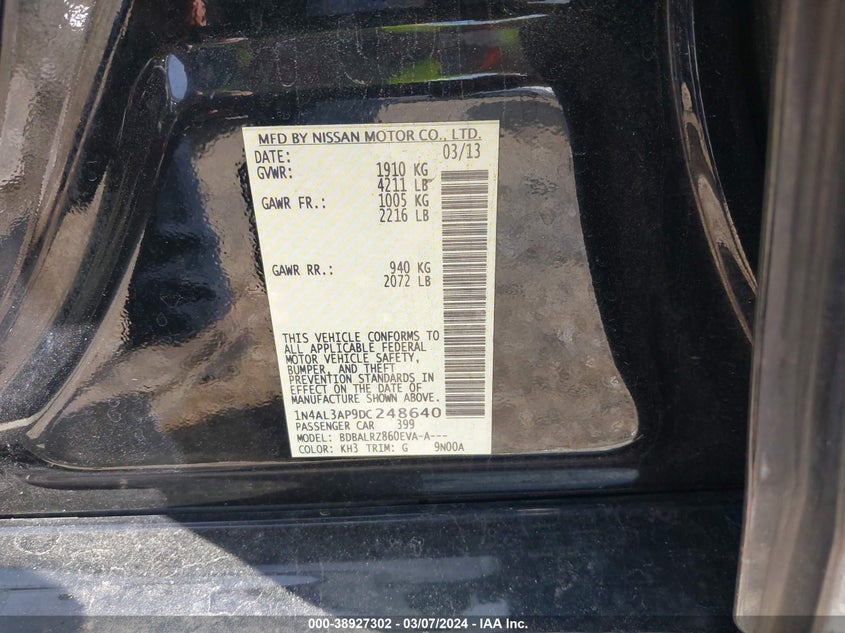 MFD BY NISSAN MOTOR CO., LTD.
DATE: 03/13
GVWR: 1910 KG
4211 LB
GAWR FR.: 1005 KG
2216 LB
GAWR RR.: 940 KG
2072 LB
THIS VEHICLE CONFORMS TO
ALL APPLICABLE FEDERAL
MOTOR VEHICLE SAFETY,
BUMPER, AND THEFT
PREVENTION STANDARDS IN
EFFECT ON THE DATE OF
MANUFACTURE SHOWN ABOVE.
1N4AL3AP9DC248640
PASSENGER CAR 399
MODEL: BDBALRZ860EVA-A---
COLOR: KH3 TRIM: G 9N00A
000-38927302 - 03/07/2024 - IAA Inc.